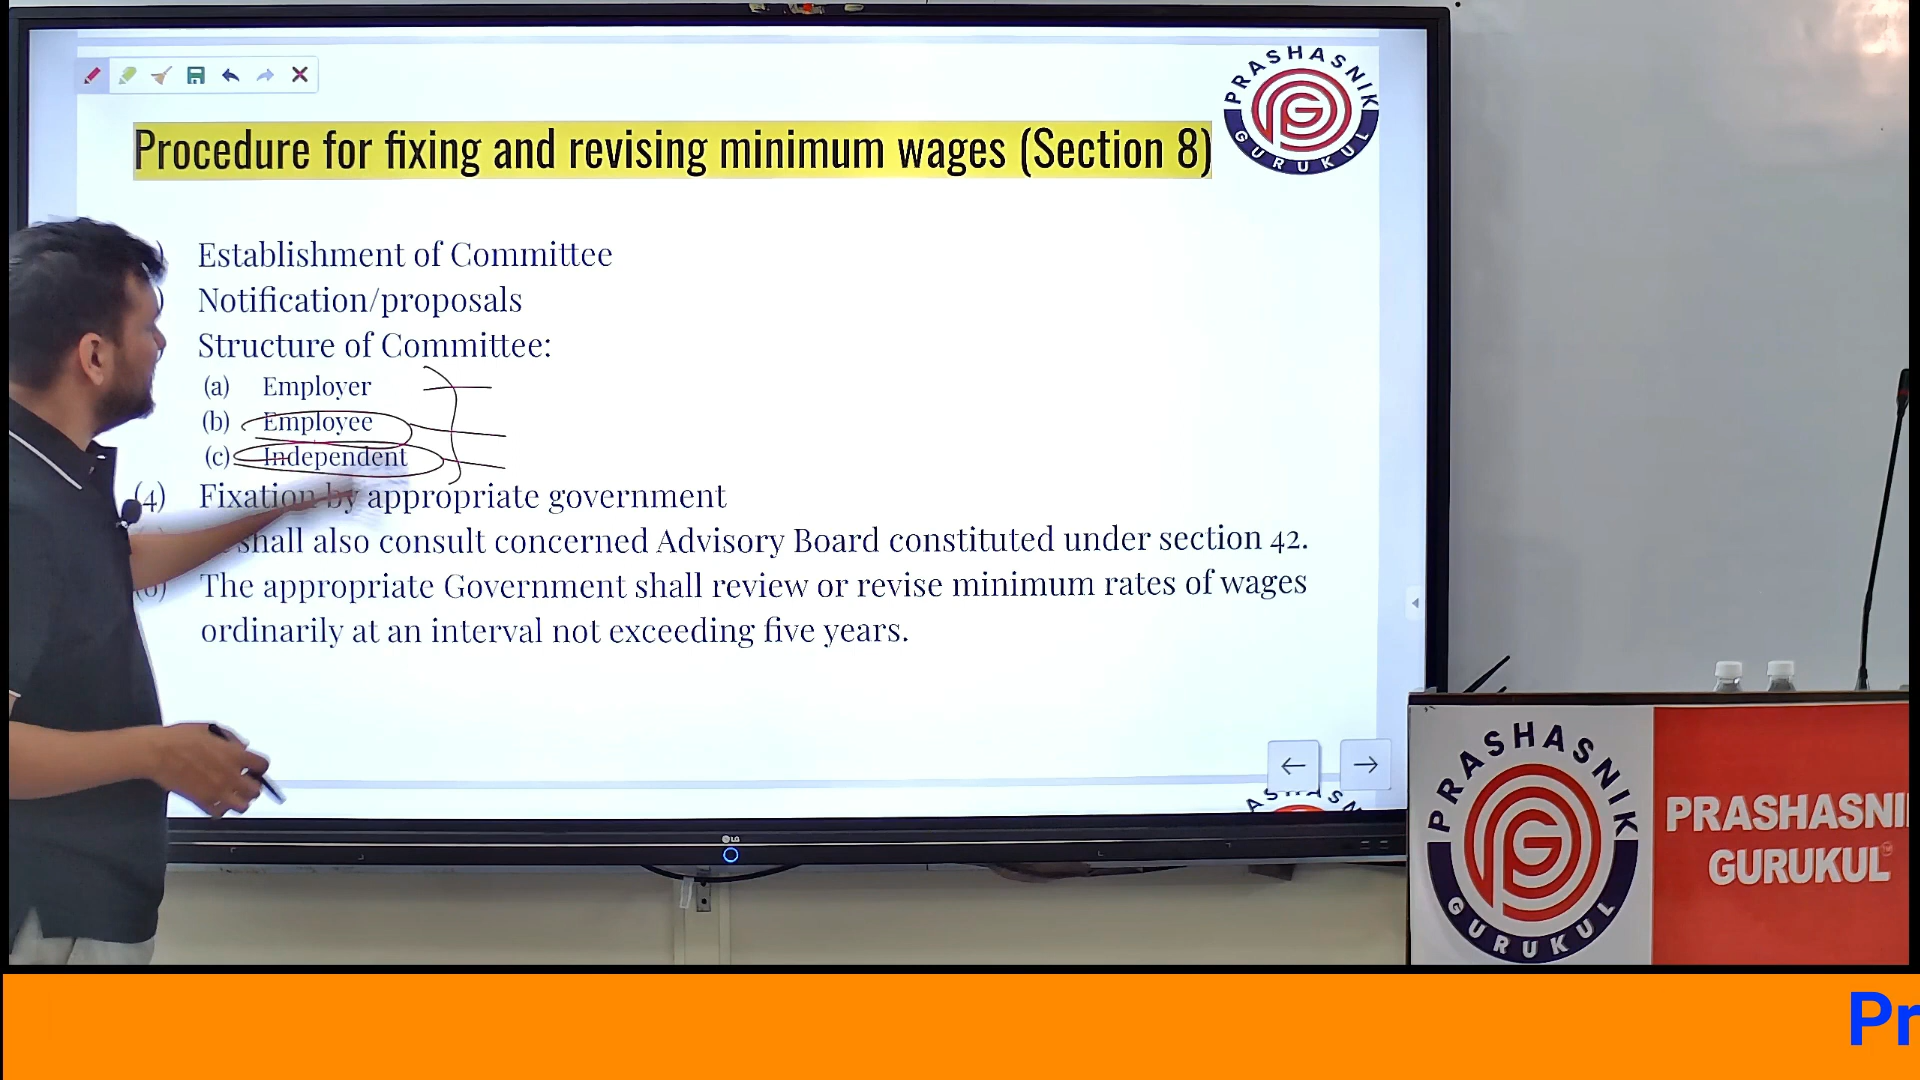 PRASHASNIK
GURUKUL
Procedure for fixing and revising minimum wages (Section 8)
) Establishment of Committee
) Notification/proposals
Structure of Committee:
(a) Employer
(b) Employee
(c) Independent
(4) Fixation by appropriate government
shall also consult concerned Advisory Board constituted under section 42.
The appropriate Government shall review or revise minimum rates of wages
ordinarily at an interval not exceeding five years.
LG
PRASHASNIK
GURUKUL
PRASHASNI
GURUKUL
Pr